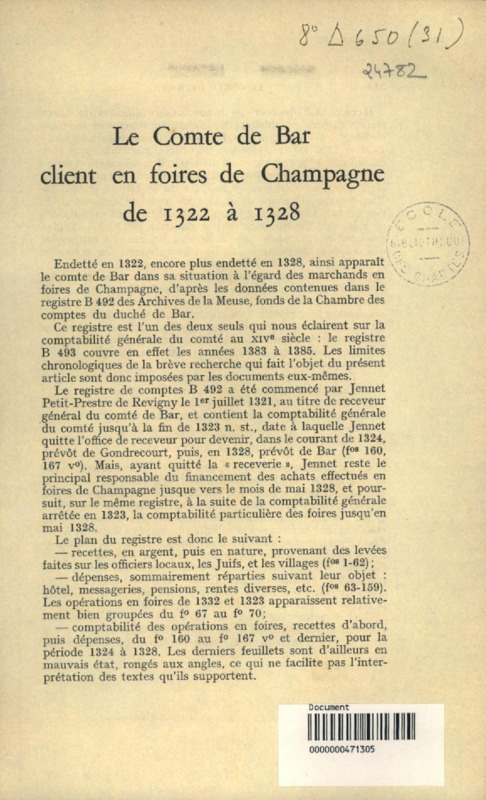 8° Δ 650 (31)
24782
Le Comte de Bar
client en foires de Champagne
de 1322 à 1328
ECOLE
BIBLIOTHEQUE
DES CHARTES
Endetté en 1322, encore plus endetté en 1328, ainsi apparaît
le comte de Bar dans sa situation à l'égard des marchands en
foires de Champagne, d'après les données contenues dans le
registre B 492 des Archives de la Meuse, fonds de la Chambre des
comptes du duché de Bar.
Ce registre est l'un des deux seuls qui nous éclairent sur la
comptabilité générale du comté au XIVe siècle : le registre
B 493 couvre en effet les années 1383 à 1385. Les limites
chronologiques de la brève recherche qui fait l'objet du présent
article sont donc imposées par les documents eux-mêmes.
Le registre de comptes B 492 a été commencé par Jennet
Petit-Prestre de Revigny le 1er juillet 1321, au titre de receveur
général du comté de Bar, et contient la comptabilité générale
du comté jusqu'à la fin de 1323 n. st., date à laquelle Jennet
quitte l'office de receveur pour devenir, dans le courant de 1324,
prévôt de Gondrecourt, puis, en 1328, prévôt de Bar (fos 160,
167 vo). Mais, ayant quitté la « receverie », Jennet reste le
principal responsable du financement des achats effectués en
foires de Champagne jusque vers le mois de mai 1328, et pour-
suit, sur le même registre, à la suite de la comptabilité générale
arrêtée en 1323, la comptabilité particulière des foires jusqu'en
mai 1328.
Le plan du registre est donc le suivant :
— recettes, en argent, puis en nature, provenant des levées
faites sur les officiers locaux, les Juifs, et les villages (fos 1-62) ;
— dépenses, sommairement réparties suivant leur objet :
hôtel, messageries, pensions, rentes diverses, etc. (fos 63-159).
Les opérations en foires de 1332 et 1323 apparaissent relative-
ment bien groupées du fo 67 au fo 70 ;
— comptabilité des opérations en foires, recettes d'abord,
puis dépenses, du fo 160 au fo 167 vo et dernier, pour la
période 1324 à 1328. Les derniers feuillets sont d'ailleurs en
mauvais état, rongés aux angles, ce qui ne facilite pas l'inter-
prétation des textes qu'ils supportent.
Document
0000000471305